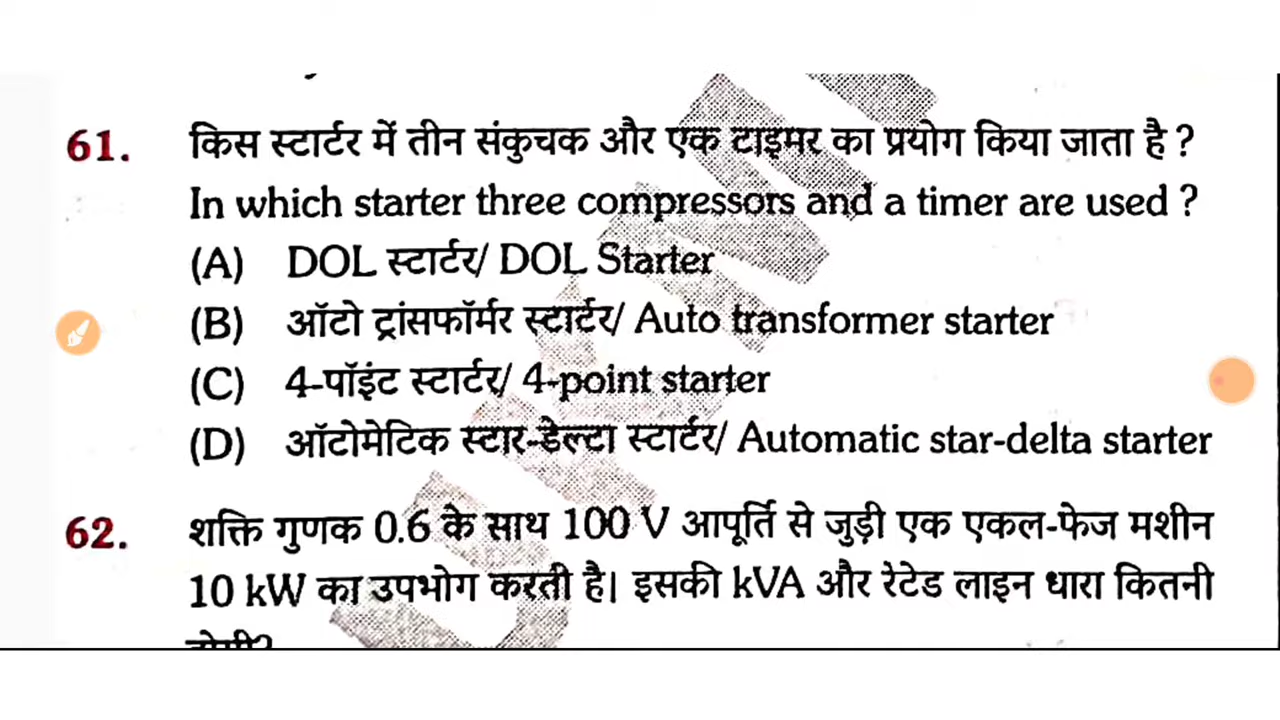 61. किस स्टार्टर में तीन संकुचक और एक टाइमर का प्रयोग किया जाता है ?
In which starter three compressors and a timer are used ?
(A) DOL स्टार्टर/ DOL Starter
(B) ऑटो ट्रांसफॉर्मर स्टार्टर/ Auto transformer starter
(C) 4-पॉइंट स्टार्टर/ 4-point starter
(D) ऑटोमेटिक स्टार-डेल्टा स्टार्टर/ Automatic star-delta starter
62. शक्ति गुणक 0.6 के साथ 100 V आपूर्ति से जुड़ी एक एकल-फेज मशीन
10 kW का उपभोग करती है। इसकी kVA और रेटेड लाइन धारा कितनी